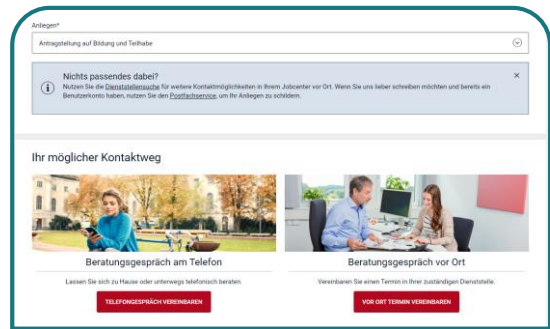 Anliegen*
Antragstellung auf Bildung und Teilhabe
Nichts passendes dabei?
Nutzen Sie die Dienststellensuche für weitere Kontaktmöglichkeiten in Ihrem Jobcenter vor Ort. Wenn Sie uns lieber schreiben möchten und bereits ein
Benutzerkonto haben, nutzen Sie den Postfachservice, um Ihr Anliegen zu schildern.
Ihr möglicher Kontaktweg
Beratungsgespräch am Telefon
Lassen Sie sich zu Hause oder unterwegs telefonisch beraten.
TELEFONGESPRÄCH VEREINBAREN
Beratungsgespräch vor Ort
Vereinbaren Sie einen Termin in Ihrer zuständigen Dienststelle.
VOR ORT TERMIN VEREINBAREN